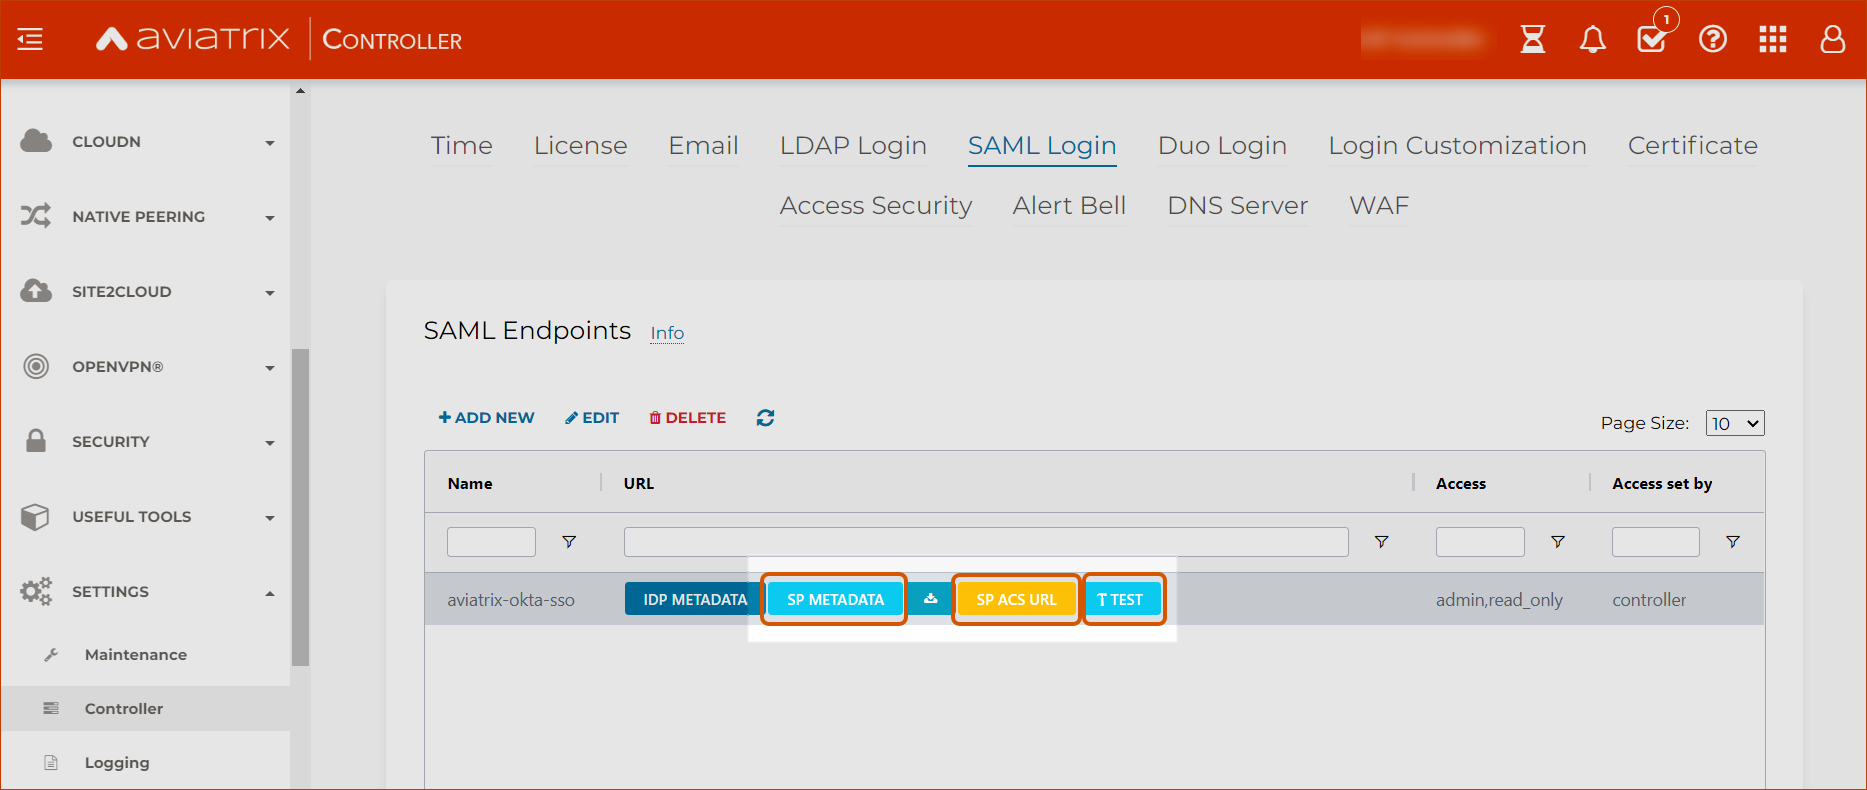 AVIATRIX CONTROLLER
1
CLOUDN
NATIVE PEERING
SITE2CLOUD
OPENVPN®
SECURITY
USEFUL TOOLS
SETTINGS
Maintenance
Controller
Logging
Time License Email LDAP Login SAML Login Duo Login Login Customization Certificate
Access Security Alert Bell DNS Server WAF
SAML Endpoints Info
ADD NEW EDIT DELETE
Page Size: 10
Name URL Access Access set by
aviatrix-okta-sso IDP METADATA SP METADATA SP ACS URL TEST admin,read_only controller